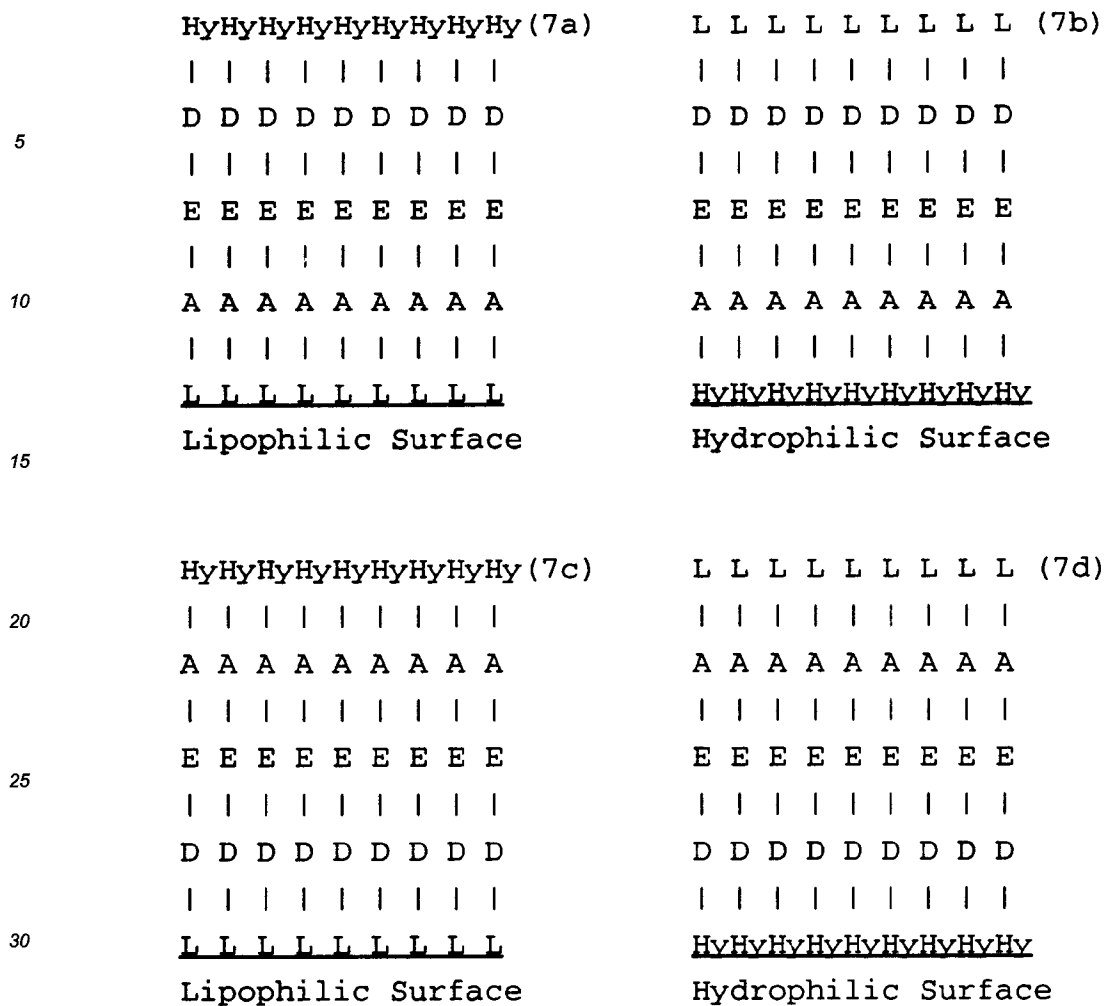 HyHyHyHyHyHyHyHyHy(7a) L L L L L L L L L (7b)
| | | | | | | | | | | | | | | | | |
D D D D D D D D D D D D D D D D D D
5
| | | | | | | | | | | | | | | | | |
E E E E E E E E E E E E E E E E E E
| | | | | | | | | | | | | | | | | |
10 A A A A A A A A A A A A A A A A A A
| | | | | | | | | | | | | | | | | |
L L L L L L L L L HyHyHyHyHyHyHyHyHy
Lipophilic Surface Hydrophilic Surface
15
HyHyHyHyHyHyHyHyHy(7c) L L L L L L L L L (7d)
20 | | | | | | | | | | | | | | | | | |
A A A A A A A A A A A A A A A A A A
| | | | | | | | | | | | | | | | | |
E E E E E E E E E E E E E E E E E E
25
| | | | | | | | | | | | | | | | | |
D D D D D D D D D D D D D D D D D D
| | | | | | | | | | | | | | | | | |
30 L L L L L L L L L HyHyHyHyHyHyHyHyHy
Lipophilic Surface Hydrophilic Surface